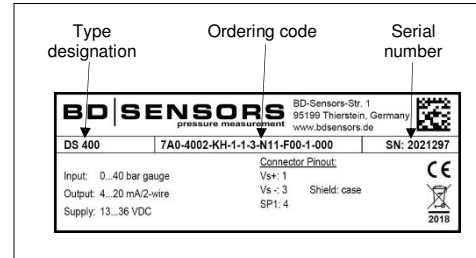 Type designation
Ordering code
Serial number
BD|SENSORS
pressure measurement
BD-Sensors-Str. 1
95199 Thierstein, Germany
www.bdsensors.de
DS 400 7A0-4002-KH-1-1-3-N11-F00-1-000 SN: 2021297
Input: 0...40 bar gauge
Output: 4...20 mA/2-wire
Supply: 13...36 VDC
Connector Pinout:
Vs+: 1
Vs -: 3 Shield: case
SP1: 4
CE
2018